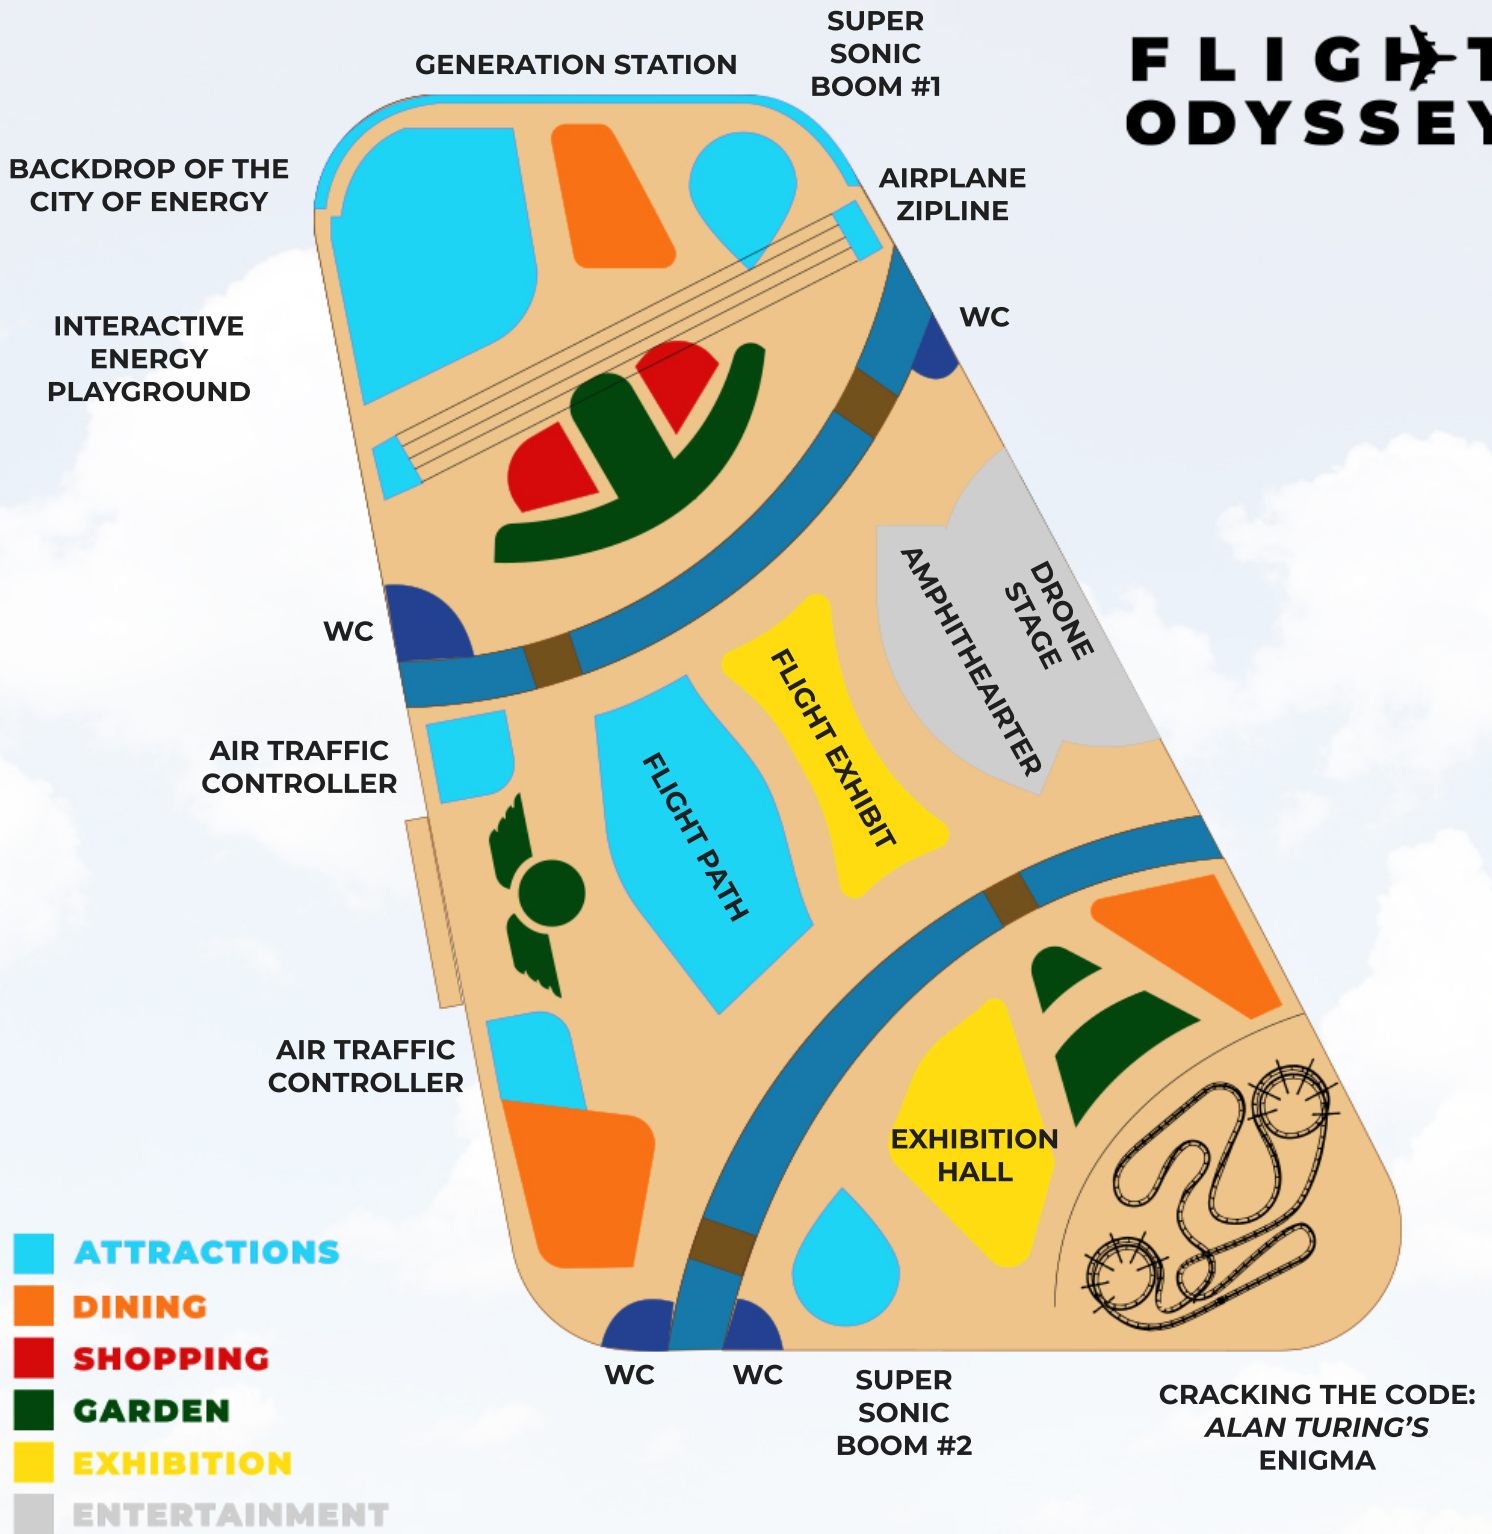 FLIGHT
ODYSSEY
SUPER
SONIC
BOOM #1
GENERATION STATION
BACKDROP OF THE
CITY OF ENERGY
AIRPLANE
ZIPLINE
INTERACTIVE
ENERGY
PLAYGROUND
WC
WC
DRONE
STAGE
AMPHITHEAIRTER
FLIGHT EXHIBIT
FLIGHT PATH
AIR TRAFFIC
CONTROLLER
AIR TRAFFIC
CONTROLLER
EXHIBITION
HALL
WC
WC
SUPER
SONIC
BOOM #2
CRACKING THE CODE:
ALAN TURING'S
ENIGMA
ATTRACTIONS
DINING
SHOPPING
GARDEN
EXHIBITION
ENTERTAINMENT